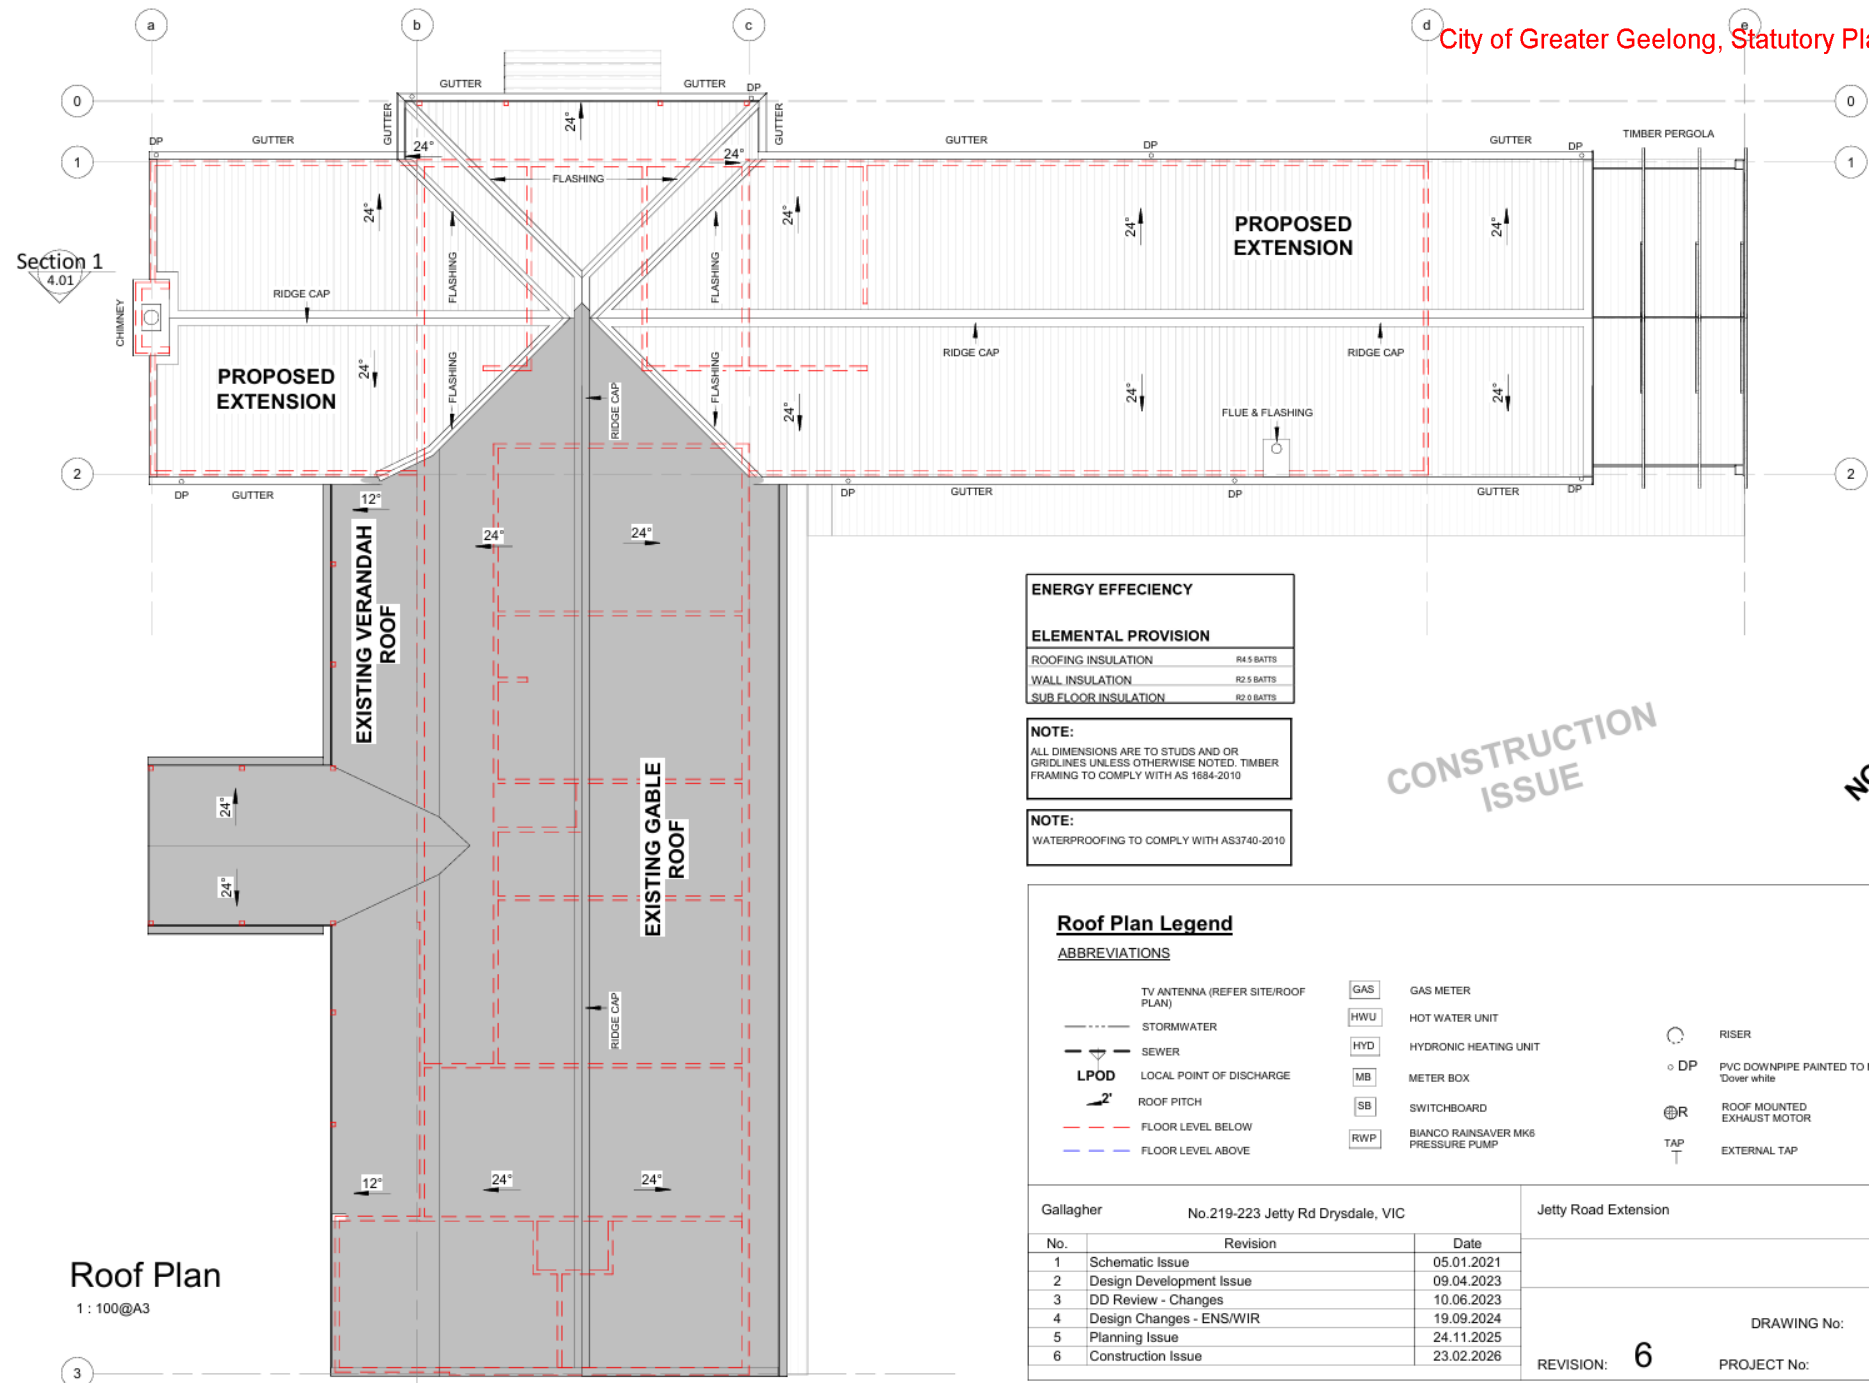 a
b
c
d
e
City of Greater Geelong, Statutory Pla
0
GUTTER
GUTTER
DP
0
GUTTER
GUTTER
24°
DP
GUTTER
24°
24°
GUTTER
DP
GUTTER
DP
TIMBER PERGOLA
1
1
FLASHING
24°
24°
24°
24°
PROPOSED
EXTENSION
Section 1
4.01
FLASHING
FLASHING
RIDGE CAP
CHIMNEY
RIDGE CAP
RIDGE CAP
PROPOSED
EXTENSION
24°
FLASHING
FLASHING
RIDGE CAP
24°
24°
24°
FLUE & FLASHING
2
2
DP
GUTTER
DP
GUTTER
DP
GUTTER
DP
12°
24°
24°
EXISTING VERANDAH
ROOF
ENERGY EFFECIENCY
ELEMENTAL PROVISION
ROOFING INSULATION R4.5 BATTS
WALL INSULATION R2.5 BATTS
SUB FLOOR INSULATION R2.0 BATTS
NOTE:
ALL DIMENSIONS ARE TO STUDS AND OR
GRIDLINES UNLESS OTHERWISE NOTED. TIMBER
FRAMING TO COMPLY WITH AS 1684-2010
CONSTRUCTION
ISSUE
NOTE:
WATERPROOFING TO COMPLY WITH AS3740-2010
24°
24°
EXISTING GABLE
ROOF
RIDGE CAP
12°
24°
24°
Roof Plan Legend
ABBREVIATIONS
TV ANTENNA (REFER SITE/ROOF
PLAN)
STORMWATER
SEWER
LPOD LOCAL POINT OF DISCHARGE
2' ROOF PITCH
FLOOR LEVEL BELOW
FLOOR LEVEL ABOVE
GAS GAS METER
HWU HOT WATER UNIT
HYD HYDRONIC HEATING UNIT
MB METER BOX
SB SWITCHBOARD
RWP BIANCO RAINSAVER MK6
PRESSURE PUMP
RISER
DP PVC DOWNPIPE PAINTED TO
'Dover white
R ROOF MOUNTED
EXHAUST MOTOR
TAP EXTERNAL TAP
Gallagher No.219-223 Jetty Rd Drysdale, VIC
Jetty Road Extension
No. Revision Date
1 Schematic Issue 05.01.2021
2 Design Development Issue 09.04.2023
3 DD Review - Changes 10.06.2023
4 Design Changes - ENS/WIR 19.09.2024
5 Planning Issue 24.11.2025
6 Construction Issue 23.02.2026
DRAWING No:
REVISION: 6 PROJECT No:
Roof Plan
1 : 100@A3
3